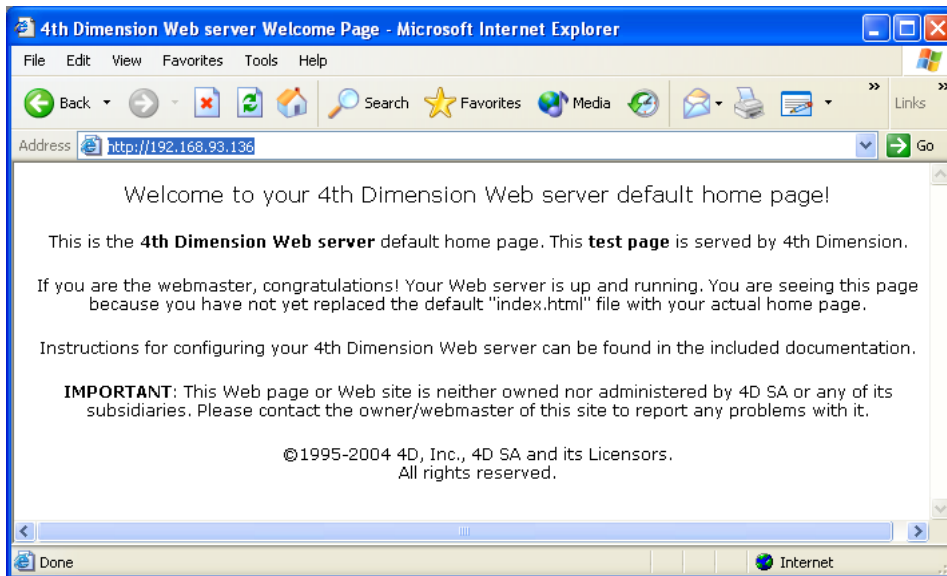 4th Dimension Web server Welcome Page - Microsoft Internet Explorer
File Edit View Favorites Tools Help
Back Search Favorites Media » Links »
Address http://192.168.93.136 Go
Welcome to your 4th Dimension Web server default home page!
This is the 4th Dimension Web server default home page. This test page is served by 4th Dimension.
If you are the webmaster, congratulations! Your Web server is up and running. You are seeing this page
because you have not yet replaced the default "index.html" file with your actual home page.
Instructions for configuring your 4th Dimension Web server can be found in the included documentation.
IMPORTANT: This Web page or Web site is neither owned nor administered by 4D SA or any of its
subsidiaries. Please contact the owner/webmaster of this site to report any problems with it.
©1995-2004 4D, Inc., 4D SA and its Licensors.
All rights reserved.
Done Internet